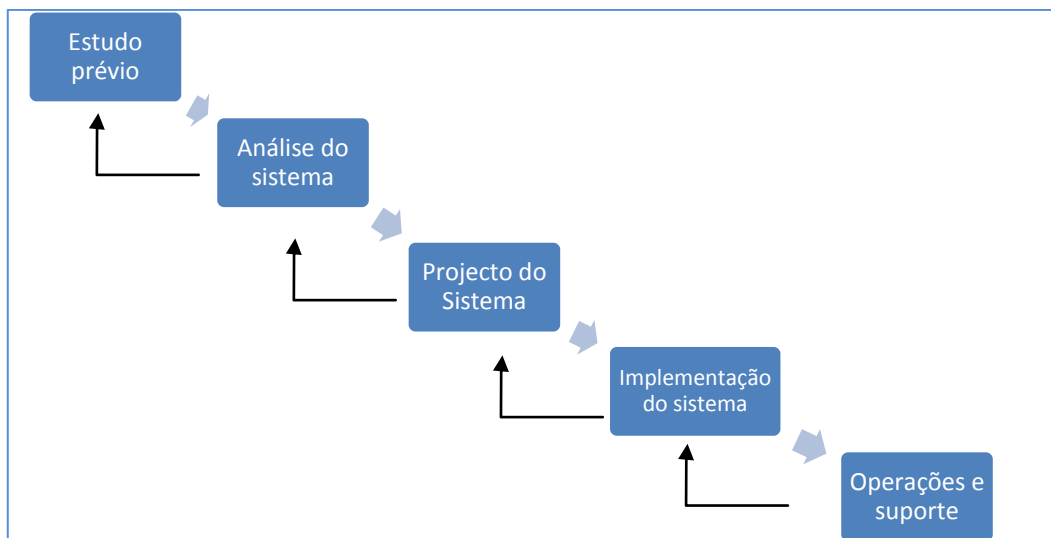 Estudo
prévio
Análise do
sistema
Projecto do
Sistema
Implementação
do sistema
Operações e
suporte